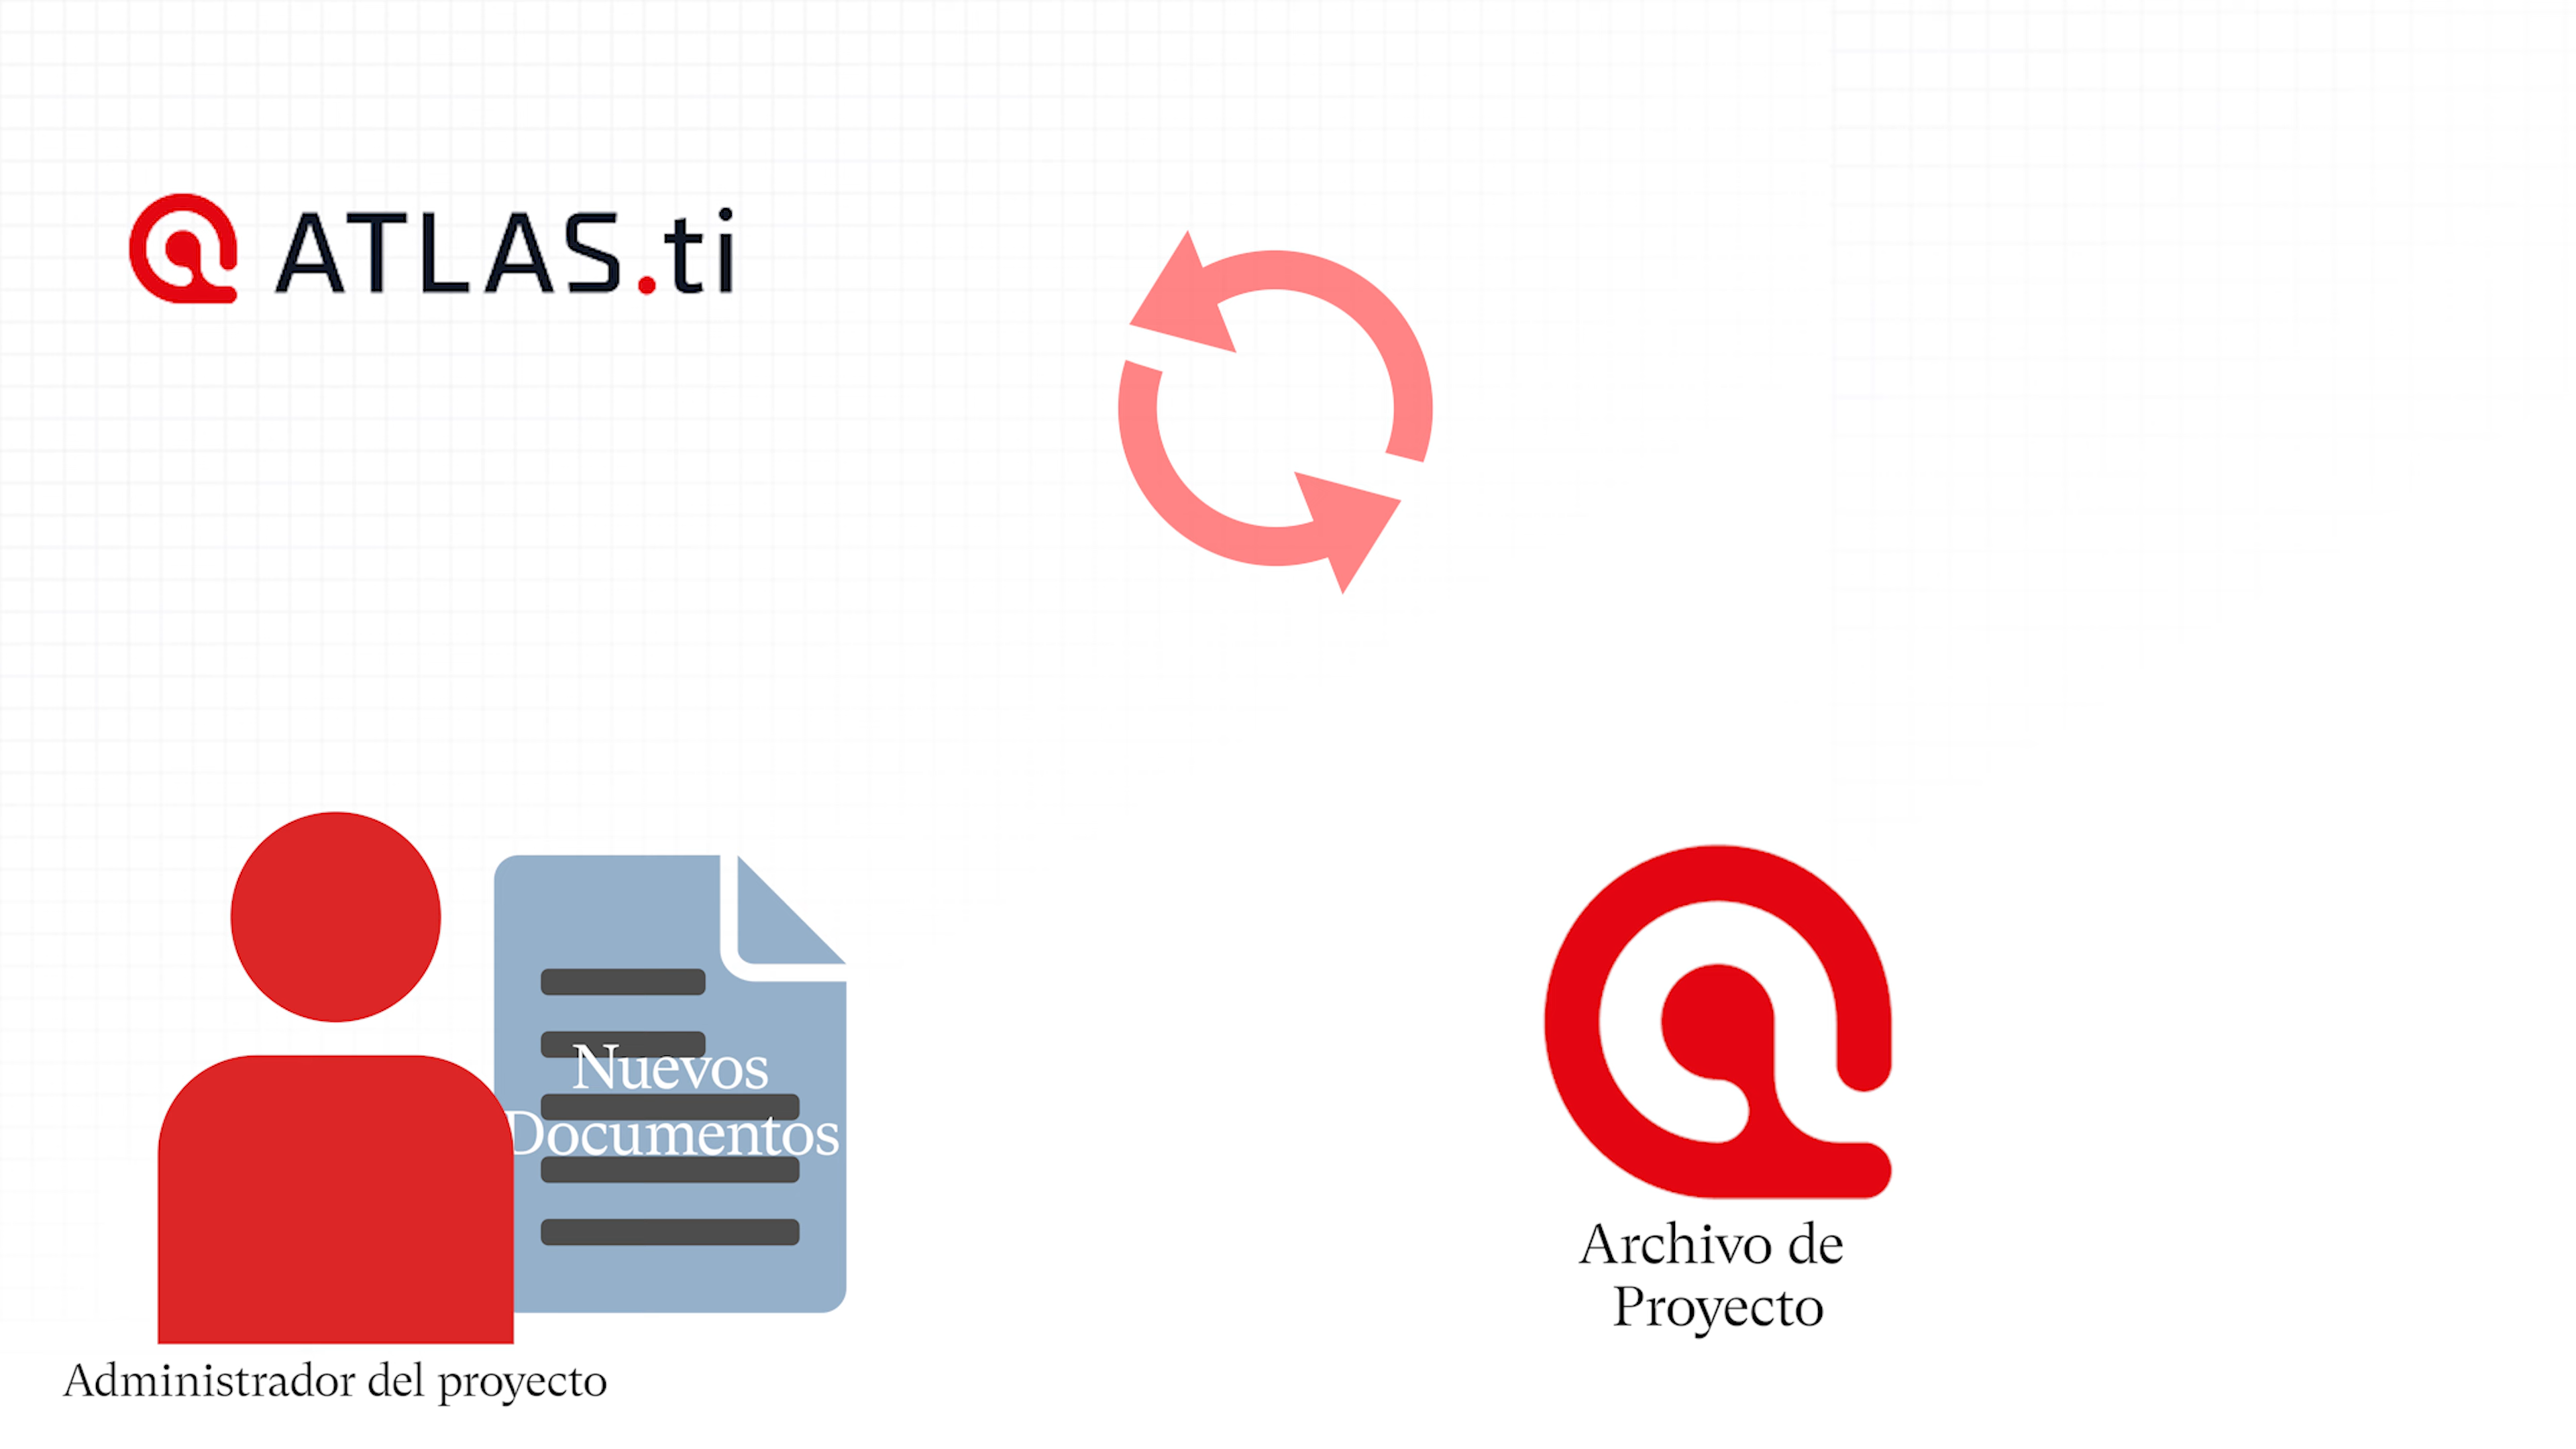 ATLAS.ti
Nuevos
Documentos
Archivo de
Proyecto
Administrador del proyecto